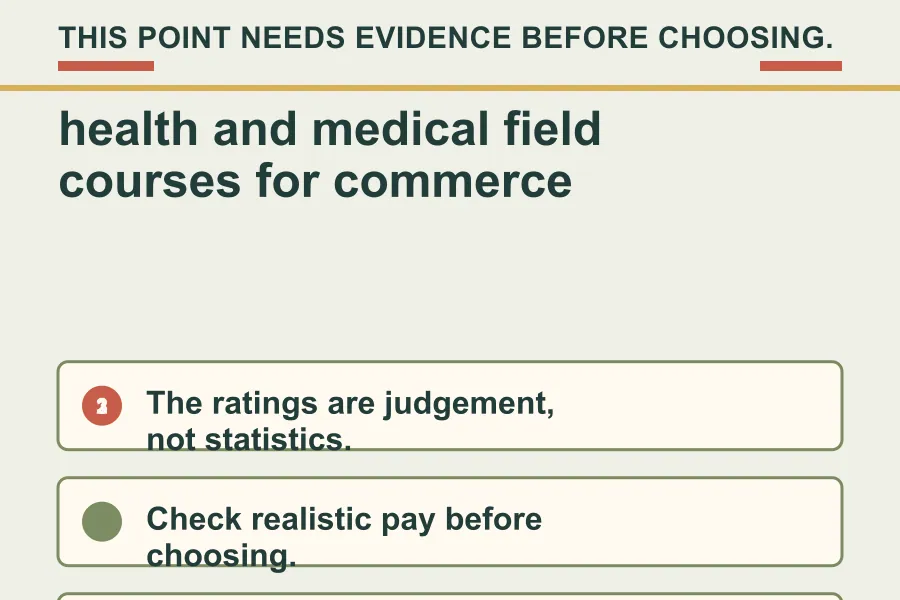 THIS POINT NEEDS EVIDENCE BEFORE CHOOSING.
health and medical field
courses for commerce
The ratings are judgement,
not statistics.
Check realistic pay before
choosing.